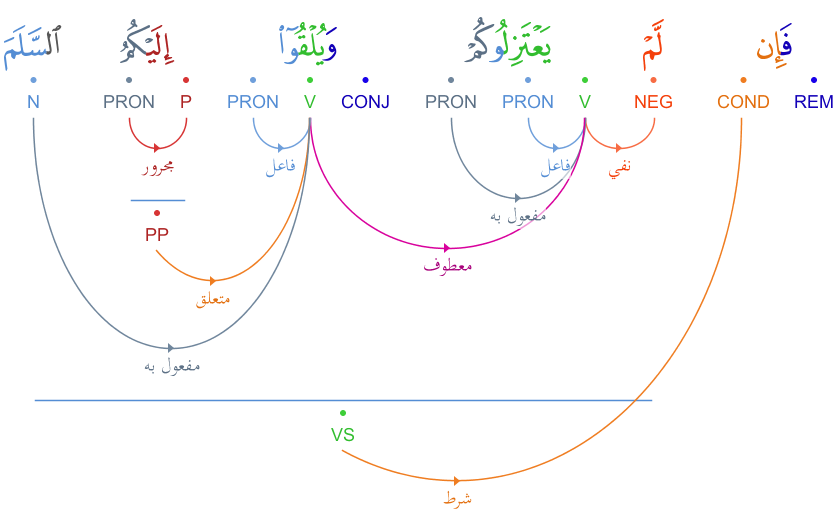 فَإِن لَّمْ يَعْتَزِلُوكُمْ وَيُلْقُوٓا۟ إِلَيْكُمُ ٱلسَّلَمَ
REM COND NEG V PRON PRON CONJ V PRON P PRON N
نفي فاعل فاعل مجرور
مفعول به
PP
معطوف
متعلق
مفعول به
VS
شرط